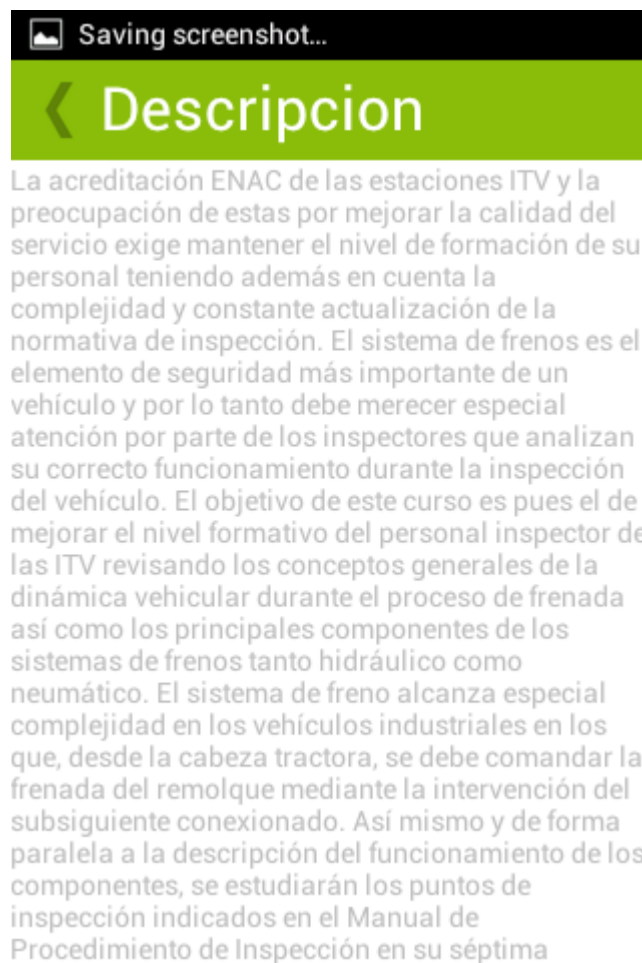 Saving screenshot...
Descripcion
La acreditación ENAC de las estaciones ITV y la
preocupación de estas por mejorar la calidad del
servicio exige mantener el nivel de formación de su
personal teniendo además en cuenta la
complejidad y constante actualización de la
normativa de inspección. El sistema de frenos es el
elemento de seguridad más importante de un
vehículo y por lo tanto debe merecer especial
atención por parte de los inspectores que analizan
su correcto funcionamiento durante la inspección
del vehículo. El objetivo de este curso es pues el de
mejorar el nivel formativo del personal inspector de
las ITV revisando los conceptos generales de la
dinámica vehicular durante el proceso de frenada
así como los principales componentes de los
sistemas de frenos tanto hidráulico como
neumático. El sistema de freno alcanza especial
complejidad en los vehículos industriales en los
que, desde la cabeza tractora, se debe comandar la
frenada del remolque mediante la intervención del
subsiguiente conexionado. Así mismo y de forma
paralela a la descripción del funcionamiento de los
componentes, se estudiarán los puntos de
inspección indicados en el Manual de
Procedimiento de Inspección en su séptima